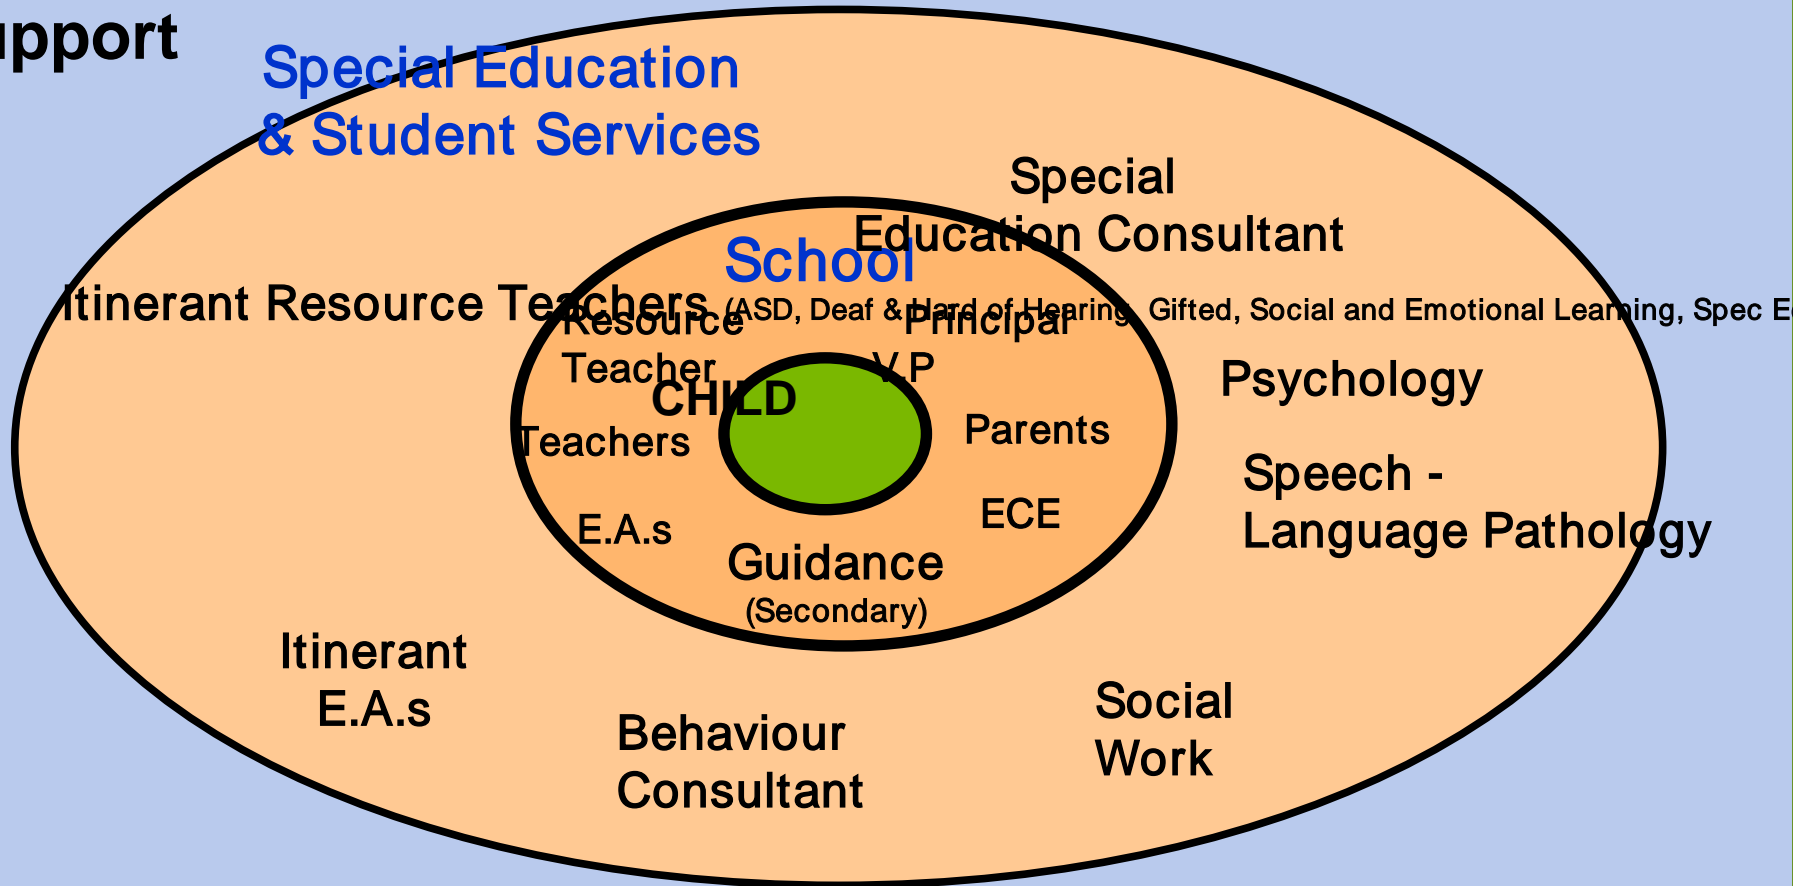 upport
Special Education
& Student Services
Special
Education Consultant
School
Itinerant Resource Teachers (ASD, Deaf & Hard of Hearing, Gifted, Social and Emotional Learning, Spec
Resource
Teacher
Principal
V.P
CHILD
Psychology
Teachers
Parents
Speech -
Language Pathology
E.A.s
ECE
Guidance
(Secondary)
Itinerant
E.A.s
Behaviour
Consultant
Social
Work